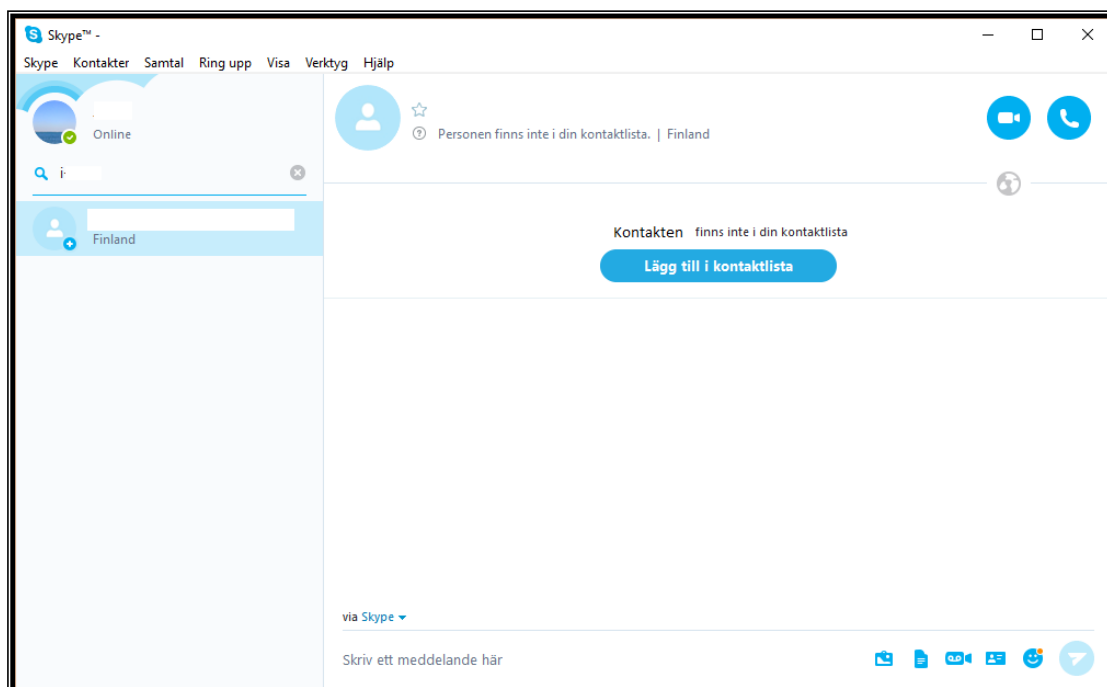 Skype™ -
Skype Kontakter Samtal Ring upp Visa Verktyg Hjälp
Online
i
Finland
Personen finns inte i din kontaktlista. | Finland
Kontakten finns inte i din kontaktlista
Lägg till i kontaktlista
via Skype
Skriv ett meddelande här